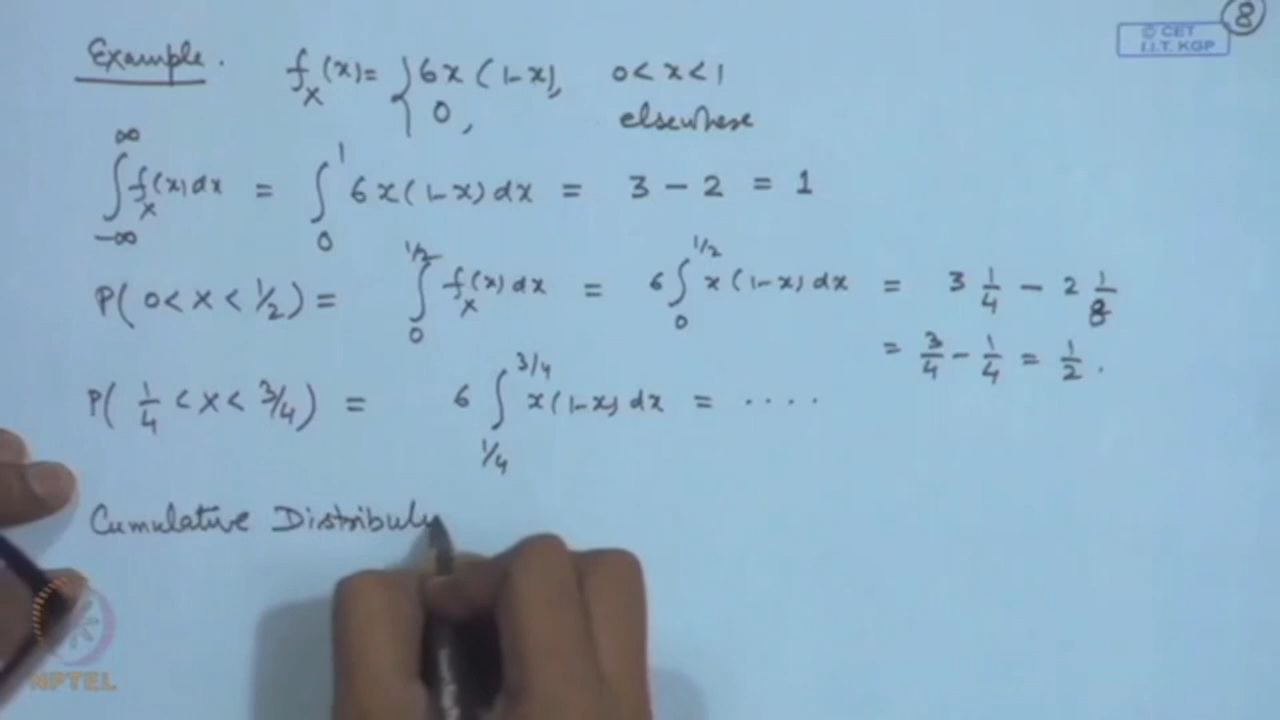 8
© CET
I.I.T. KGP
Example. f_X(x) = { 6x(1-x), 0 < x < 1
0, elsewhere
∫_{-∞}^{∞} f_X(x) dx = ∫_0^1 6x(1-x) dx = 3 - 2 = 1
P(0 < X < 1/2) = ∫_0^{1/2} f_X(x) dx = 6 ∫_0^{1/2} x(1-x) dx = 3 1/4 - 2 1/8
= 3/4 - 1/4 = 1/2.
P(1/4 < X < 3/4) = 6 ∫_{1/4}^{3/4} x(1-x) dx = ....
Cumulative Distributi
NPTEL